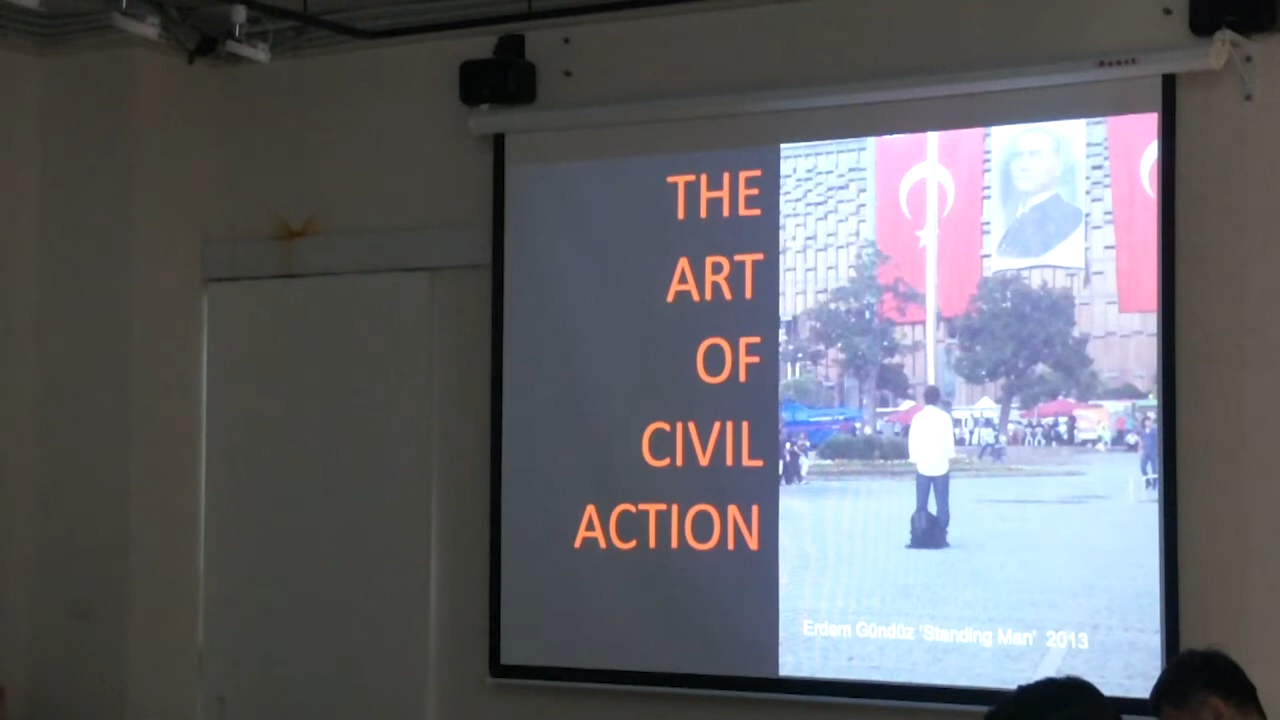 THE
ART
OF
CIVIL
ACTION
Erdem Gündüz 'Standing Man' 2013